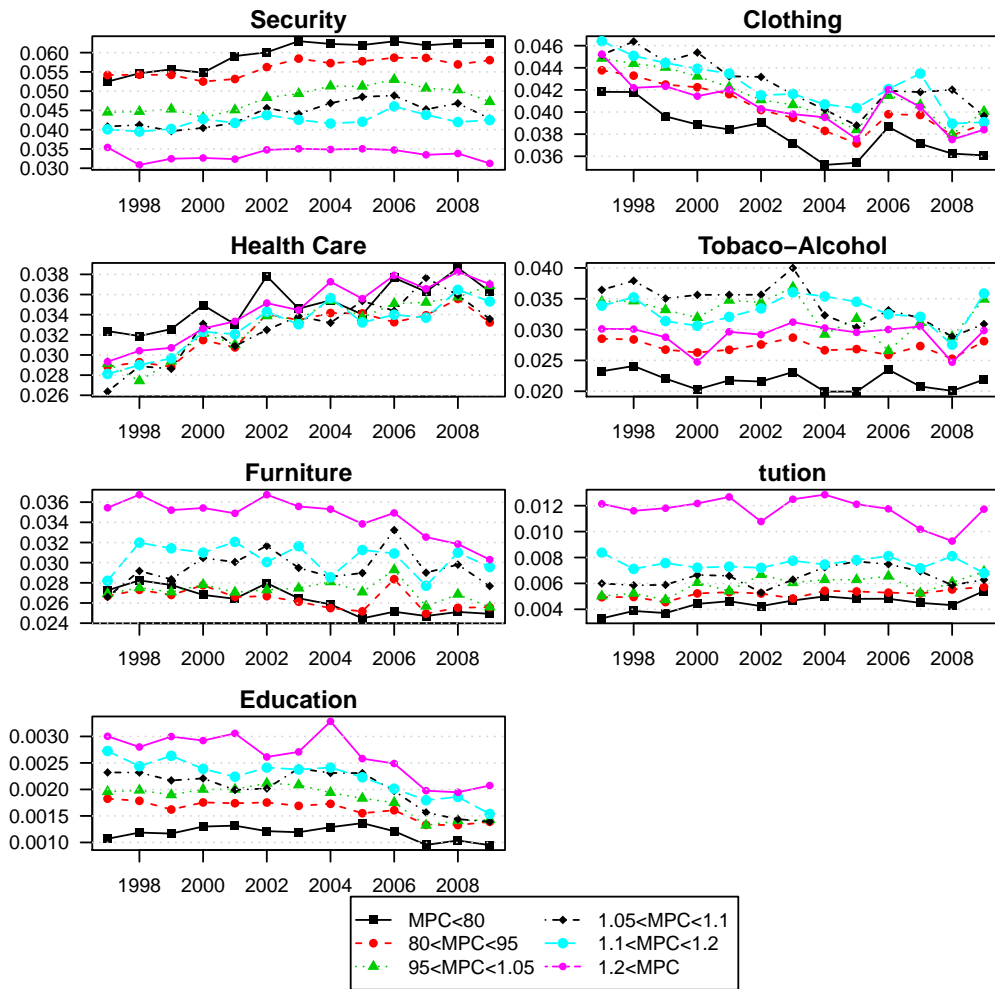 Security
0.060
0.055
0.050
0.045
0.040
0.035
0.030
1998 2000 2002 2004 2006 2008
Clothing
0.046
0.044
0.042
0.040
0.038
0.036
1998 2000 2002 2004 2006 2008
Health Care
0.038
0.036
0.034
0.032
0.030
0.028
0.026
1998 2000 2002 2004 2006 2008
Tobaco−Alcohol
0.040
0.035
0.030
0.025
0.020
1998 2000 2002 2004 2006 2008
Furniture
0.036
0.034
0.032
0.030
0.028
0.026
0.024
1998 2000 2002 2004 2006 2008
tution
0.012
0.010
0.008
0.006
0.004
1998 2000 2002 2004 2006 2008
Education
0.0030
0.0025
0.0020
0.0015
0.0010
1998 2000 2002 2004 2006 2008
MPC<80
80<MPC<95
95<MPC<1.05
1.05<MPC<1.1
1.1<MPC<1.2
1.2<MPC